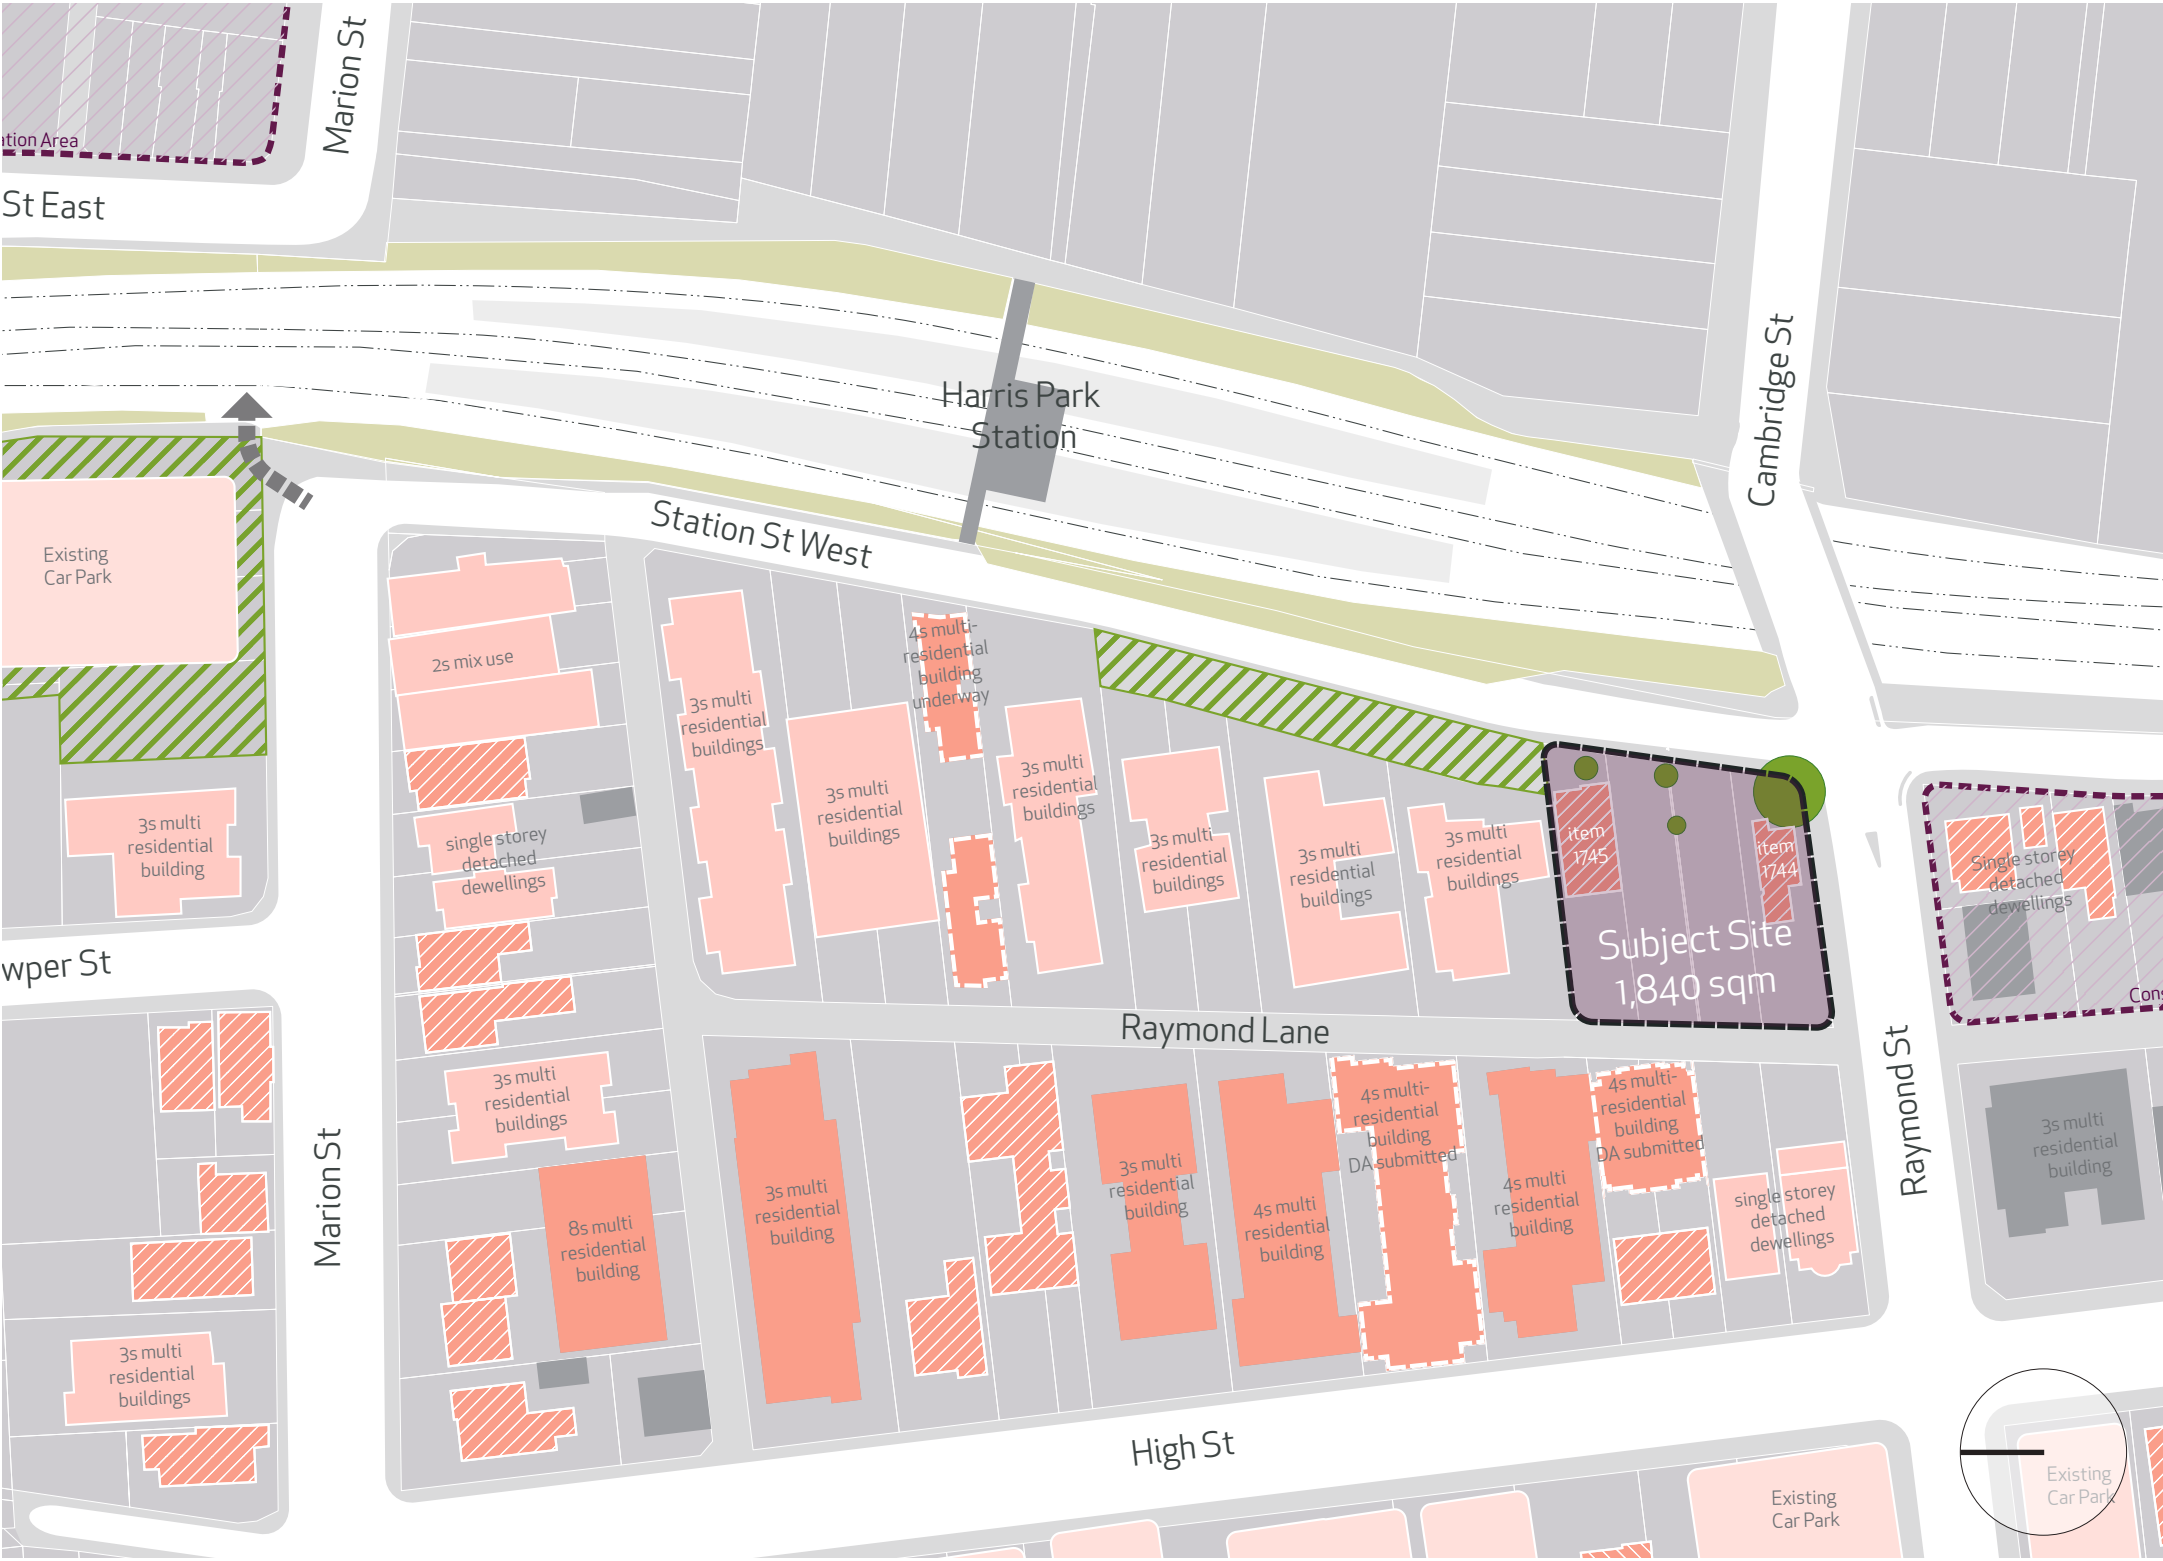 Marion St
ation Area
St East
Cambridge St
Harris Park
Station
Station St West
Existing
Car Park
2s mix use
4s multi-
residential
building
underway
3s multi
residential
buildings
3s multi
residential
buildings
3s multi
residential
buildings
3s multi
residential
buildings
3s multi
residential
buildings
3s multi
residential
buildings
item
1745
item
1744
Subject Site
1,840 sqm
3s multi
residential
building
single storey
detached
dewellings
Single storey
detached
dewellings
Cons
wper St
Raymond Lane
Raymond St
3s multi
residential
buildings
4s multi-
residential
building
DA submitted
4s multi-
residential
building
DA submitted
3s multi
residential
building
Marion St
8s multi
residential
building
3s multi
residential
building
3s multi
residential
building
4s multi
residential
building
4s multi
residential
building
single storey
detached
dewellings
3s multi
residential
buildings
High St
Existing
Car Park
Existing
Car Park